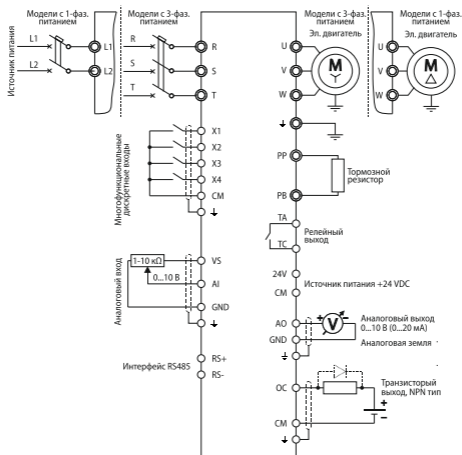 Модели с 1-фаз.
питанием
Модели с 3-фаз.
питанием
Модели с 3-фаз.
питанием
Модели с 1-фаз.
питанием
Эл. двигатель
Эл. двигатель
Источник питания
L1
L2
L1
L2
R
S
T
R
S
T
U
V
W
M
U
V
W
M
Многофункциональные
дискретные входы
X1
X2
X3
X4
CM
PP
PB
Тормозной
резистор
TA
TC
Релейный
выход
Аналоговый вход
1-10 кΩ
0...10 В
VS
AI
GND
24V
CM
Источник питания +24 VDC
AO
GND
+
V
−
Аналоговый выход
0...10 В (0...20 мА)
Аналоговая земля
Интерфейс RS485
RS+
RS-
OC
CM
Транзисторый
выход, NPN тип
+
−